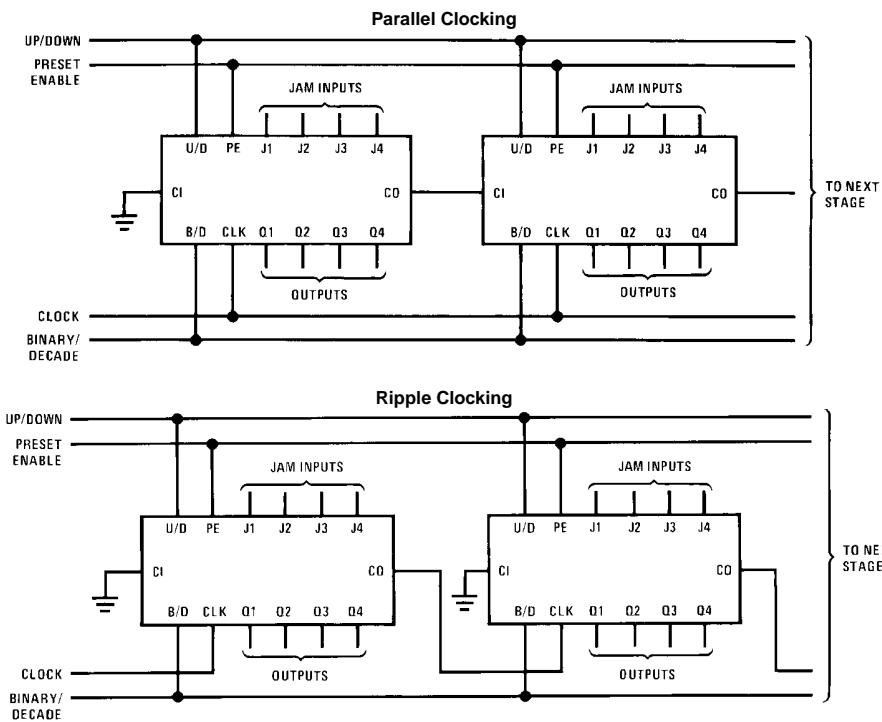 Parallel Clocking
UP/DOWN
PRESET
ENABLE
JAM INPUTS JAM INPUTS
U/D PE J1 J2 J3 J4 U/D PE J1 J2 J3 J4
CI CO CI CO
TO NEXT
STAGE
B/D CLK Q1 Q2 Q3 Q4 B/D CLK Q1 Q2 Q3 Q4
OUTPUTS OUTPUTS
CLOCK
BINARY/
DECADE
Ripple Clocking
UP/DOWN
PRESET
ENABLE
JAM INPUTS JAM INPUTS
U/D PE J1 J2 J3 J4 U/D PE J1 J2 J3 J4
CI CO CI CO
TO NE
STAGE
B/D CLK Q1 Q2 Q3 Q4 B/D CLK Q1 Q2 Q3 Q4
OUTPUTS OUTPUTS
CLOCK
BINARY/
DECADE